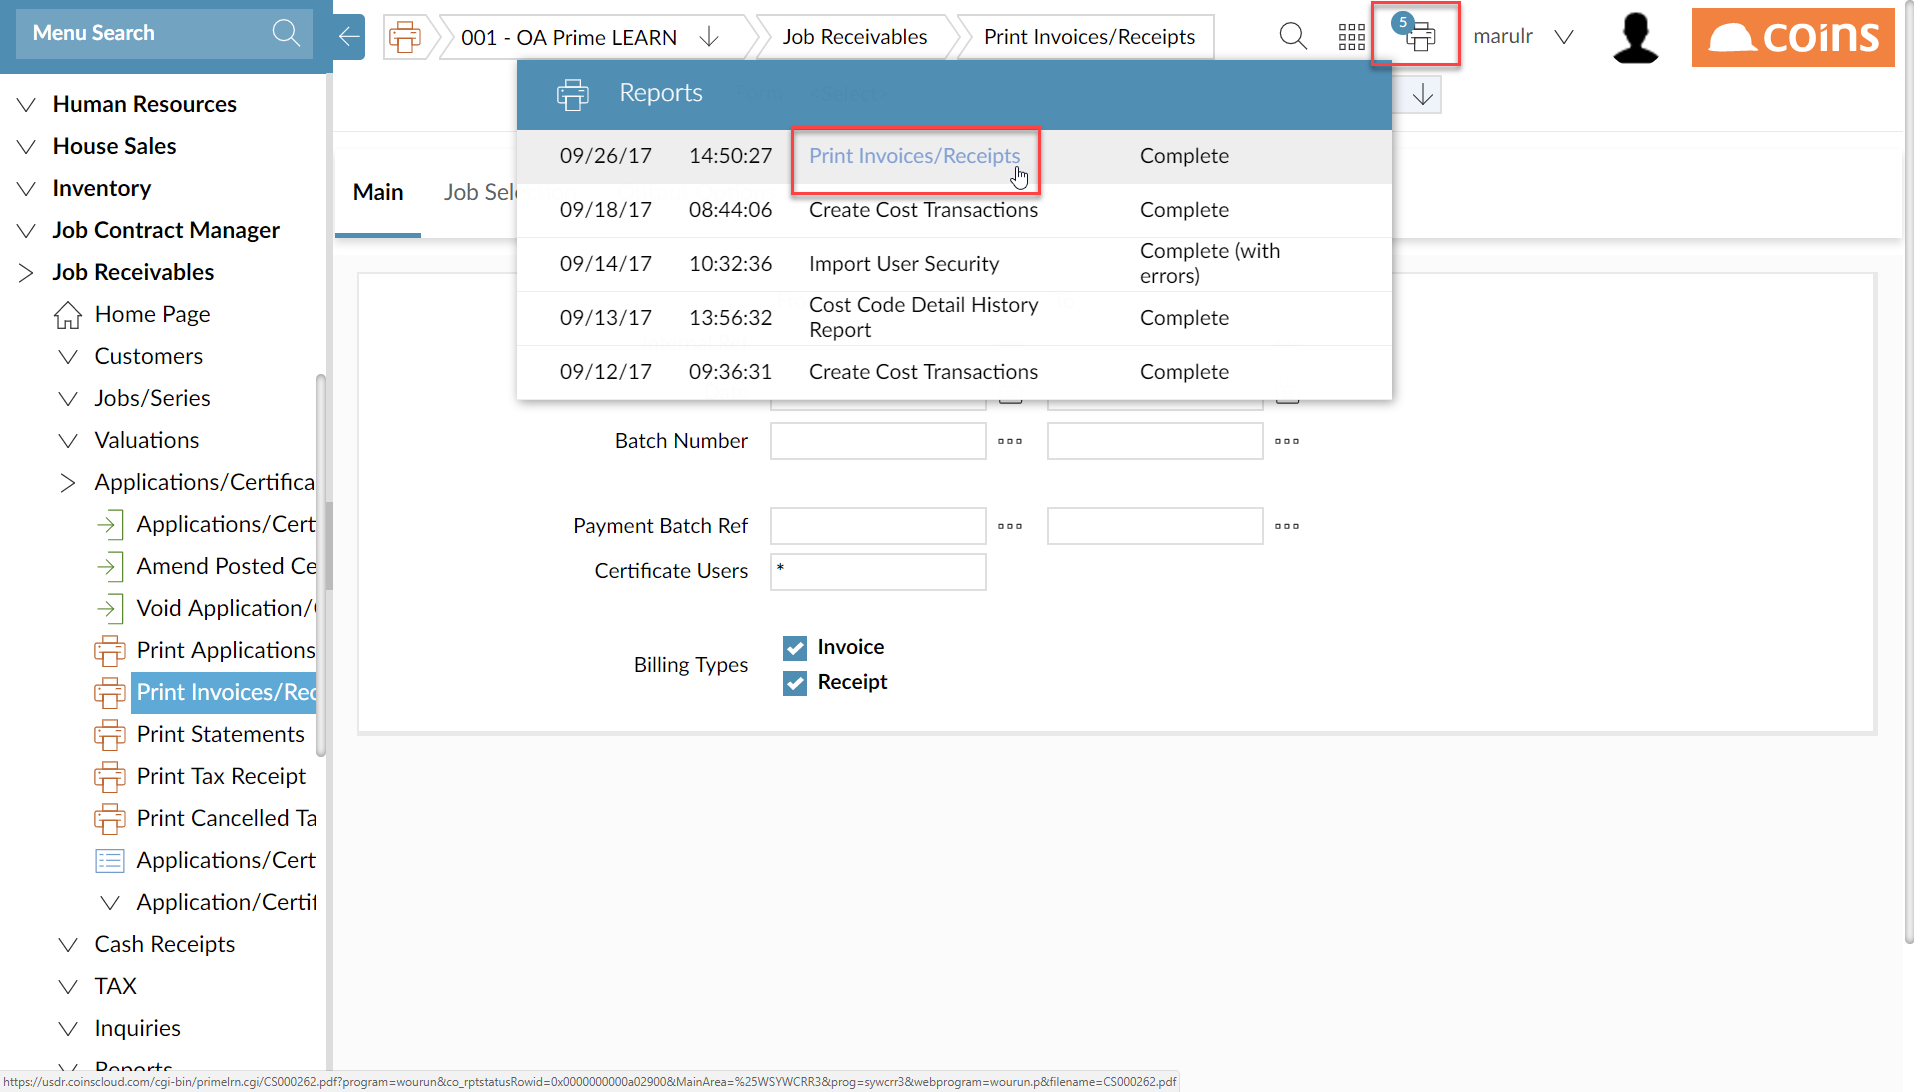 Menu Search
001 - OA Prime LEARN
Job Receivables
Print Invoices/Receipts
5
marulr
coins
Reports
09/26/17 14:50:27 Print Invoices/Receipts Complete
09/18/17 08:44:06 Create Cost Transactions Complete
09/14/17 10:32:36 Import User Security Complete (with errors)
09/13/17 13:56:32 Cost Code Detail History Report Complete
09/12/17 09:36:31 Create Cost Transactions Complete
Main
Job Sele
Batch Number
Payment Batch Ref
Certificate Users *
Billing Types
Invoice
Receipt
Human Resources
House Sales
Inventory
Job Contract Manager
Job Receivables
Home Page
Customers
Jobs/Series
Valuations
Applications/Certifica
Applications/Cert
Amend Posted Ce
Void Application/
Print Applications
Print Invoices/Rec
Print Statements
Print Tax Receipt
Print Cancelled Ta
Applications/Cert
Application/Certif
Cash Receipts
TAX
Inquiries
Reports
https://usdr.coinscloud.com/cgi-bin/primelrn.cgi/CS000262.pdf?program=wourun&co_rptstatusRowid=0x0000000000a02900&MainArea=%25WSYWCRR3&prog=sywcrr3&webprogram=wourun.p&filename=CS000262.pdf